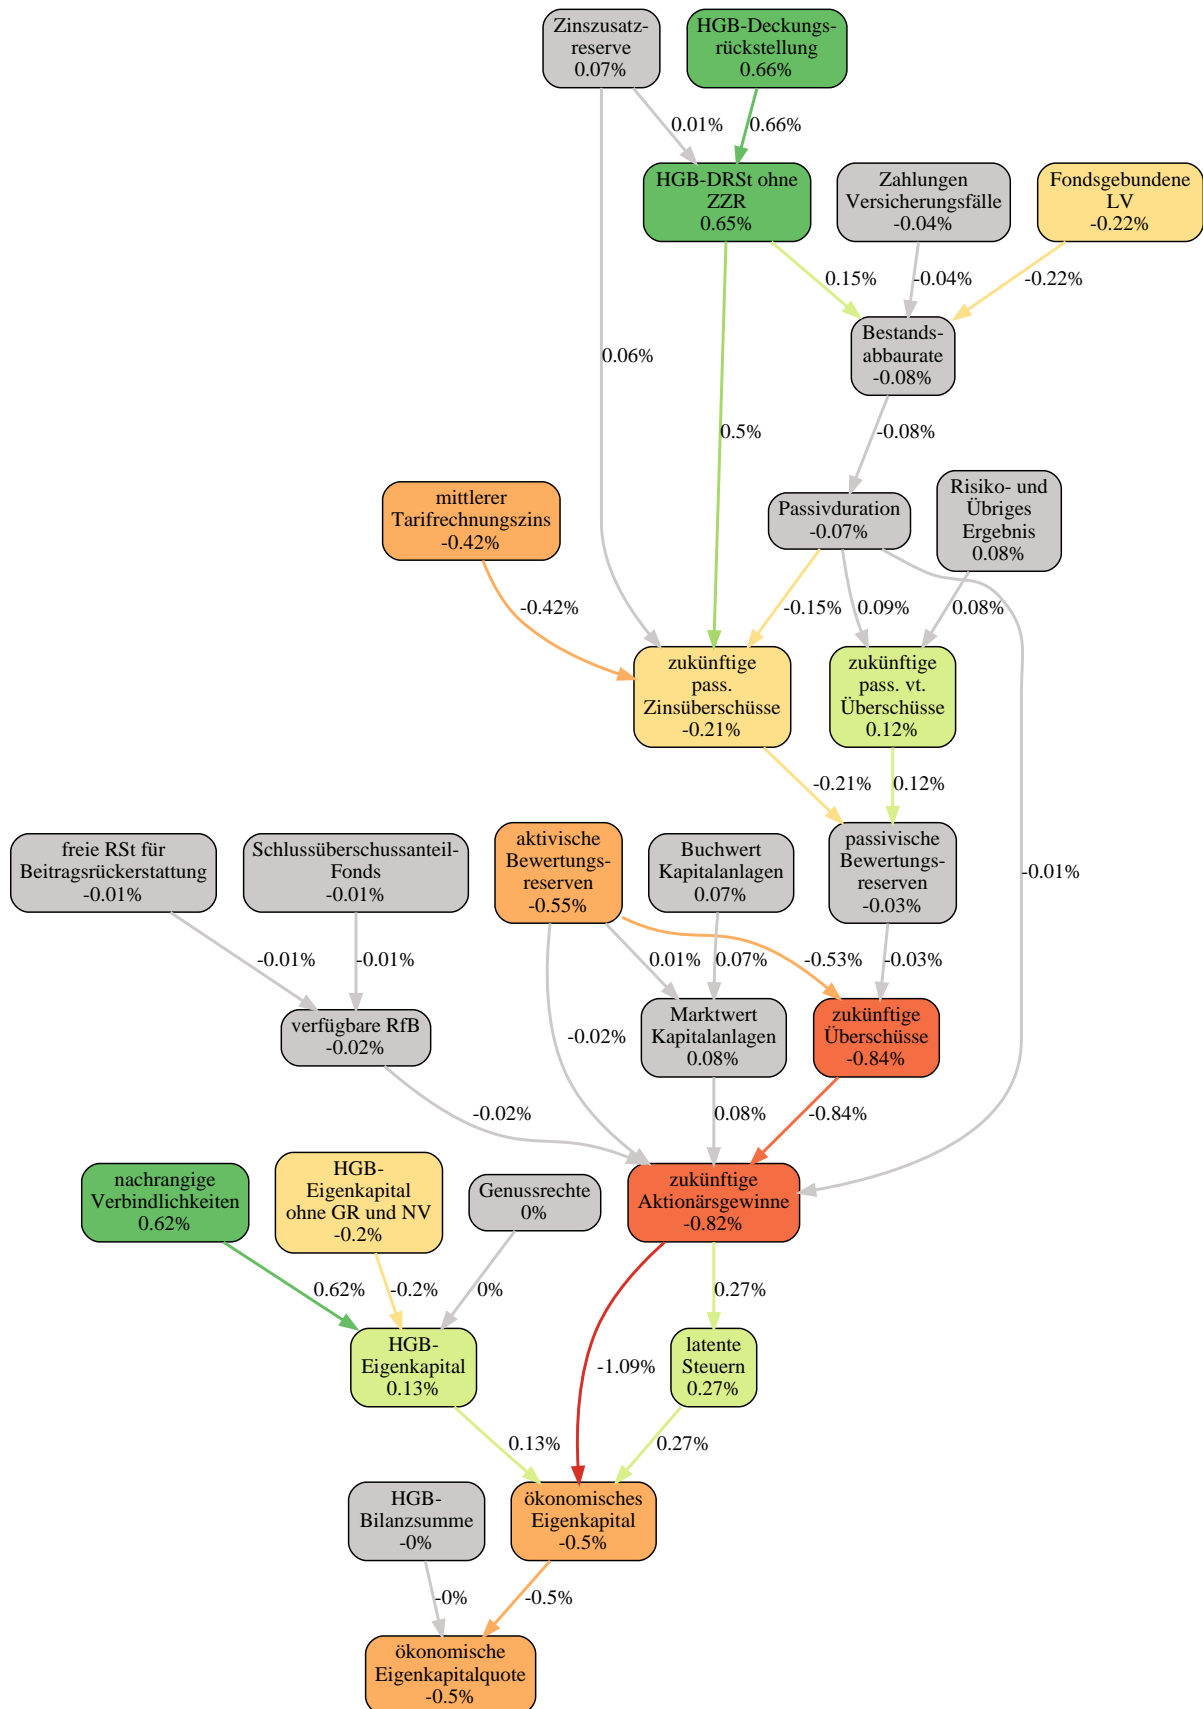 Zinszusatz-
reserve
0.07%
HGB-Deckungs-
rückstellung
0.66%
0.01%
0.66%
HGB-DRSt ohne
ZZR
0.65%
Zahlungen
Versicherungsfälle
-0.04%
Fondsgebundene
LV
-0.22%
0.15%
-0.04%
-0.22%
Bestands-
abbaurate
-0.08%
0.06%
0.5%
-0.08%
mittlerer
Tarifrechnungszins
-0.42%
Passivduration
-0.07%
Risiko- und
Übriges
Ergebnis
0.08%
-0.42%
-0.15%
0.09%
0.08%
zukünftige
pass.
Zinsüberschüsse
-0.21%
zukünftige
pass. vt.
Überschüsse
0.12%
-0.21%
0.12%
freie RSt für
Beitragsrückerstattung
-0.01%
Schlussüberschussanteil-
Fonds
-0.01%
aktivische
Bewertungs-
reserven
-0.55%
Buchwert
Kapitalanlagen
0.07%
passivische
Bewertungs-
reserven
-0.03%
-0.01%
-0.01%
-0.01%
0.01%
0.07%
-0.53%
-0.03%
verfügbare RfB
-0.02%
-0.02%
Marktwert
Kapitalanlagen
0.08%
zukünftige
Überschüsse
-0.84%
-0.02%
0.08%
-0.84%
nachrangige
Verbindlichkeiten
0.62%
HGB-
Eigenkapital
ohne GR und NV
-0.2%
Genussrechte
0%
zukünftige
Aktionärsgewinne
-0.82%
0.62%
-0.2%
0%
0.27%
HGB-
Eigenkapital
0.13%
-1.09%
latente
Steuern
0.27%
0.13%
0.27%
HGB-
Bilanzsumme
-0%
ökonomisches
Eigenkapital
-0.5%
-0%
-0.5%
ökonomische
Eigenkapitalquote
-0.5%